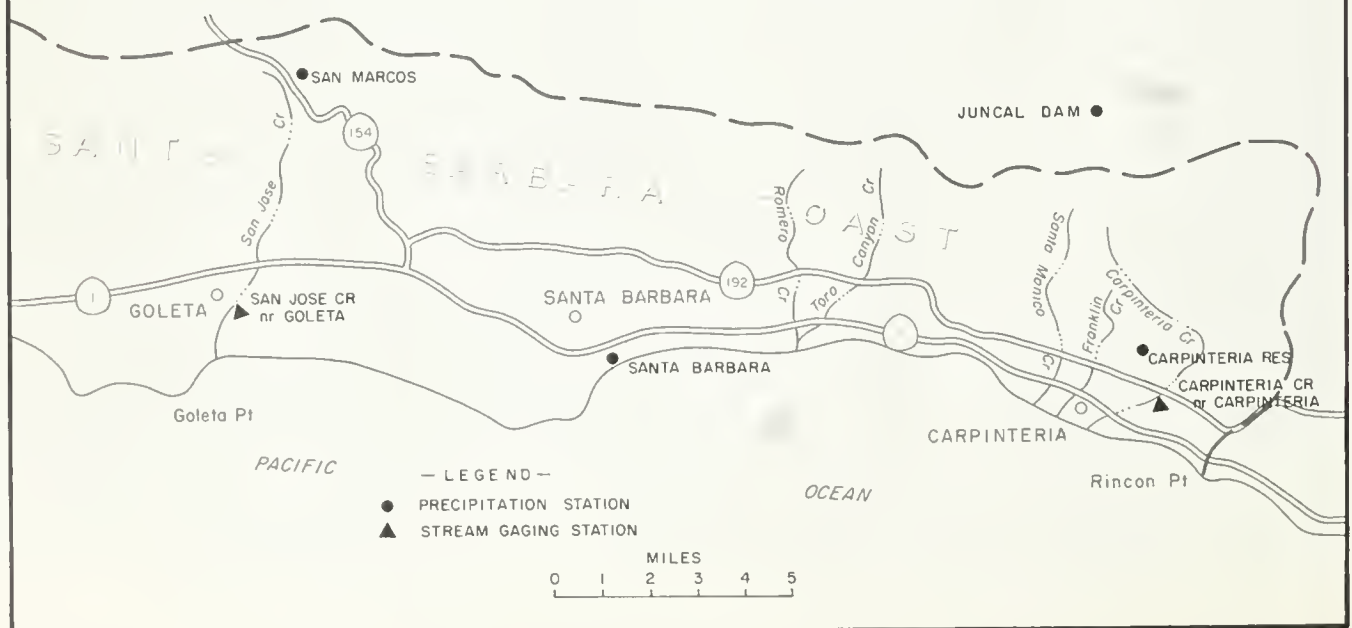 SAN MARCOS
JUNCAL DAM
154
Cr
San Jose
Romero
Cr
Canyon
Toro
Cr
OAST
Santa Monica
Cr
Franklin
Cr
Carpinteria Cr
192
1
GOLETA
SAN JOSE CR
nr GOLETA
SANTA BARBARA
SANTA BARBARA
CARPINTERIA RES
CARPINTERIA CR
nr CARPINTERIA
CARPINTERIA
Goleta Pt
Rincon Pt
PACIFIC
OCEAN
— LEGEND —
PRECIPITATION STATION
STREAM GAGING STATION
MILES
0 1 2 3 4 5